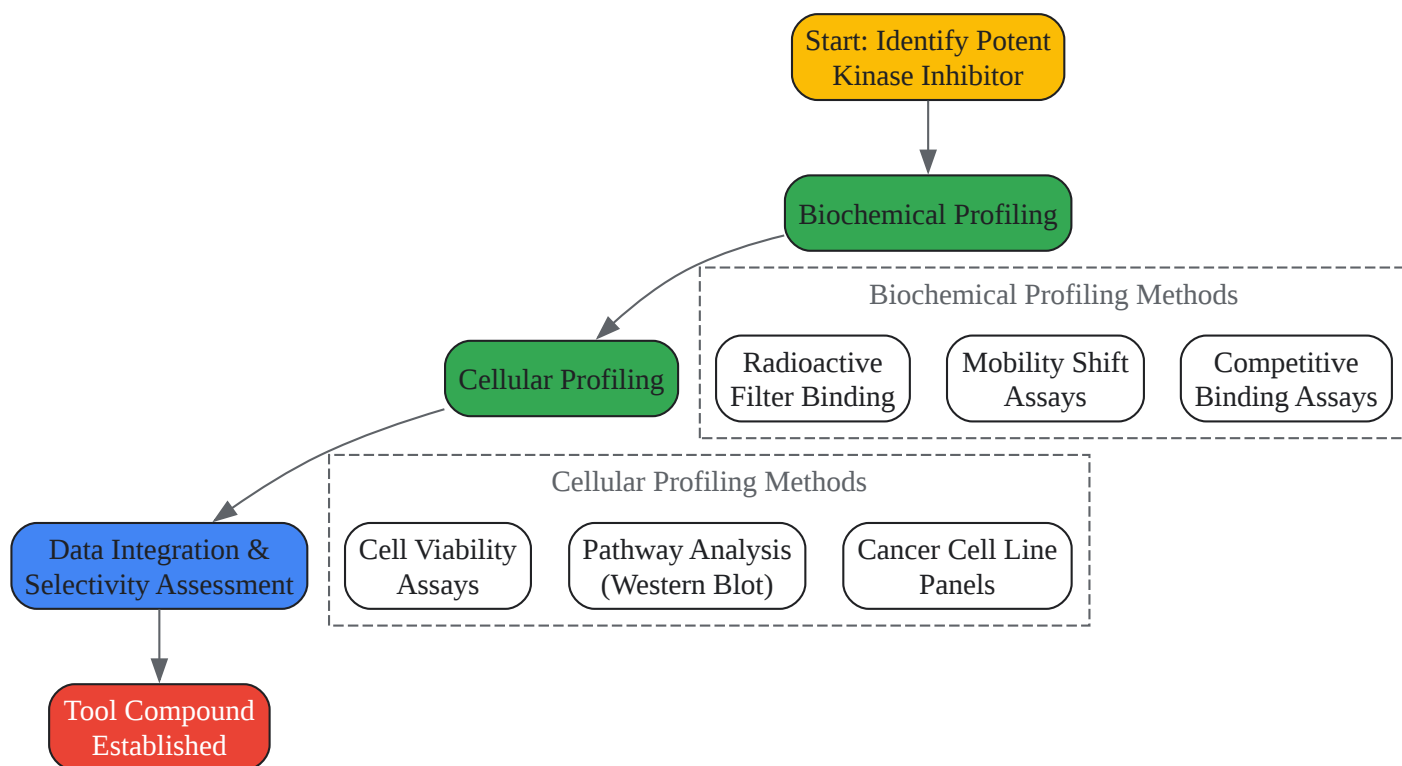 Start: Identify Potent
Kinase Inhibitor
Biochemical Profiling
Biochemical Profiling Methods
Radioactive
Filter Binding
Mobility Shift
Assays
Competitive
Binding Assays
Cellular Profiling
Cellular Profiling Methods
Cell Viability
Assays
Pathway Analysis
(Western Blot)
Cancer Cell Line
Panels
Data Integration &
Selectivity Assessment
Tool Compound
Established